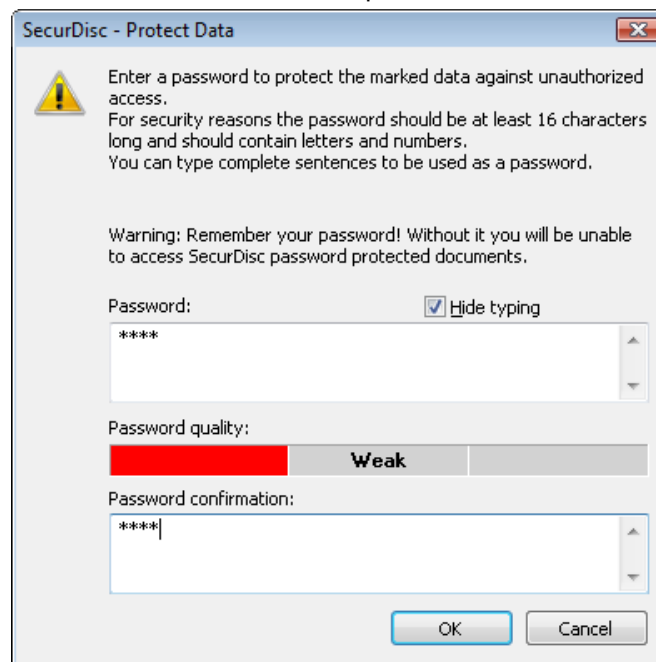 SecurDisc - Protect Data
Enter a password to protect the marked data against unauthorized
access.
For security reasons the password should be at least 16 characters
long and should contain letters and numbers.
You can type complete sentences to be used as a password.
Warning: Remember your password! Without it you will be unable
to access SecurDisc password protected documents.
Password: Hide typing
****
Password quality:
Weak
Password confirmation:
****
OK Cancel